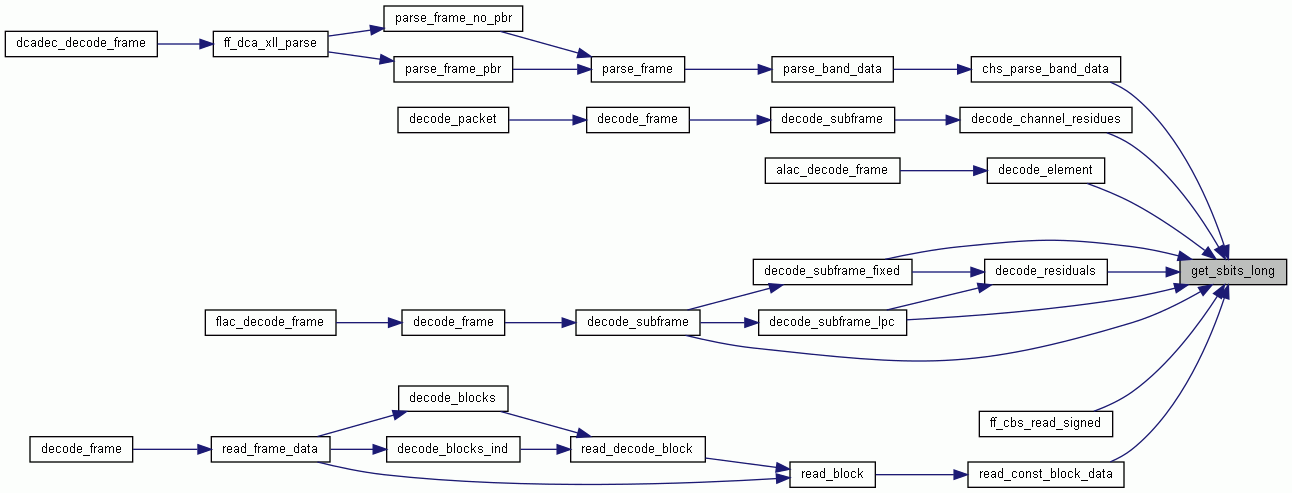 parse_frame_no_pbr
dcadec_decode_frame
ff_dca_xll_parse
parse_frame_pbr
parse_frame
parse_band_data
chs_parse_band_data
decode_packet
decode_frame
decode_subframe
decode_channel_residues
alac_decode_frame
decode_element
decode_subframe_fixed
decode_residuals
get_sbits_long
flac_decode_frame
decode_frame
decode_subframe
decode_subframe_lpc
decode_blocks
ff_cbs_read_signed
decode_frame
read_frame_data
decode_blocks_ind
read_decode_block
read_block
read_const_block_data